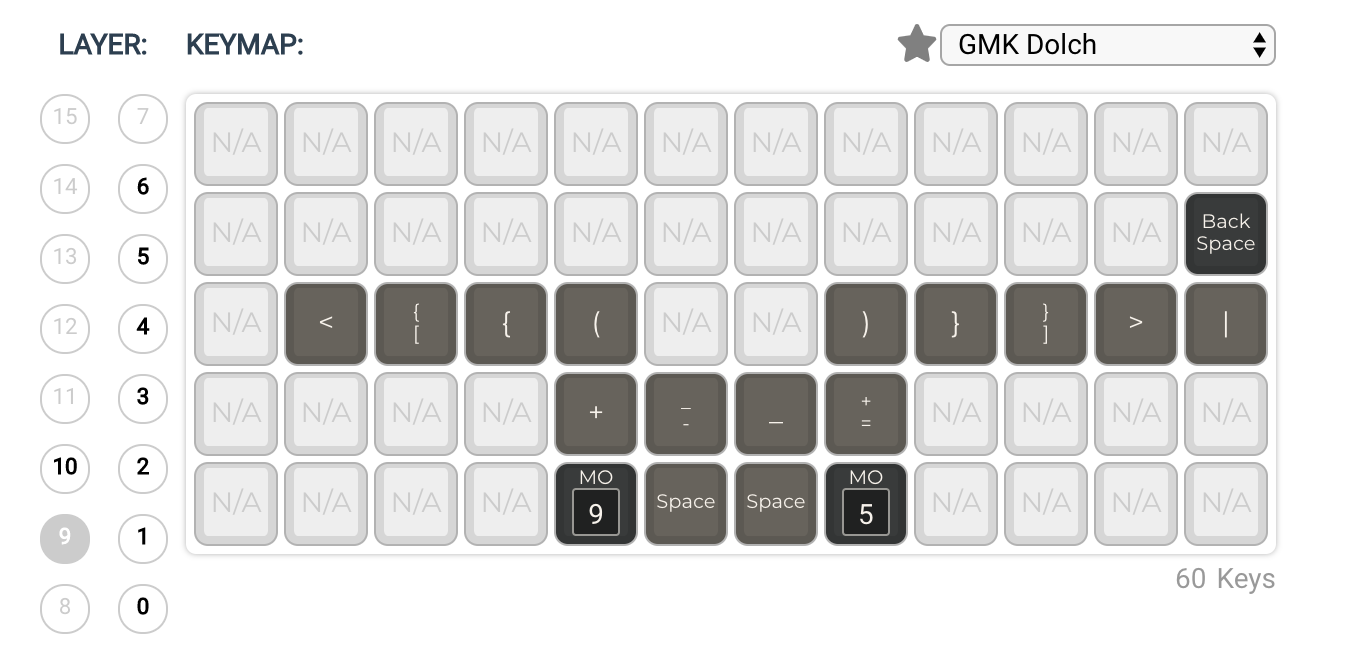 LAYER: KEYMAP: GMK Dolch
15 7 N/A N/A N/A N/A N/A N/A N/A N/A N/A N/A N/A N/A
14 6 N/A N/A N/A N/A N/A N/A N/A N/A N/A N/A N/A Back
Space
13 5
12 4 N/A < { [ { ( N/A N/A ) } } ] > |
11 3 N/A N/A N/A N/A + _ - _ + = N/A N/A N/A N/A
10 2
9 1 N/A N/A N/A N/A MO 9 Space Space MO 5 N/A N/A N/A N/A
60 Keys
8 0